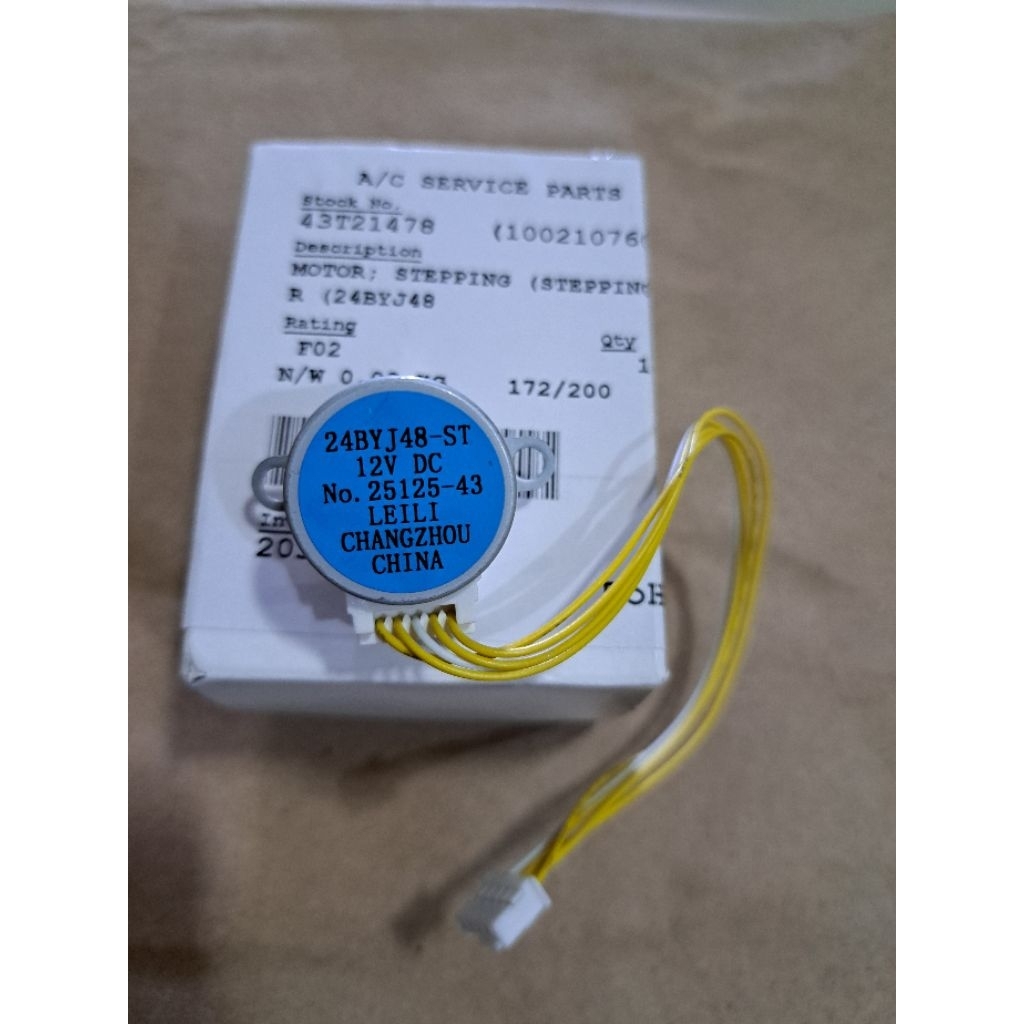 A/C SERVICE PARTS
Stock No.
43T21478 (100210760
Description
MOTOR; STEPPING (STEPPING
R (24BYJ48
Rating Qty
F02 1
N/W 172/200
24BYJ48-ST
12V DC
No. 25125-43
LEILI
CHANGZHOU
CHINA